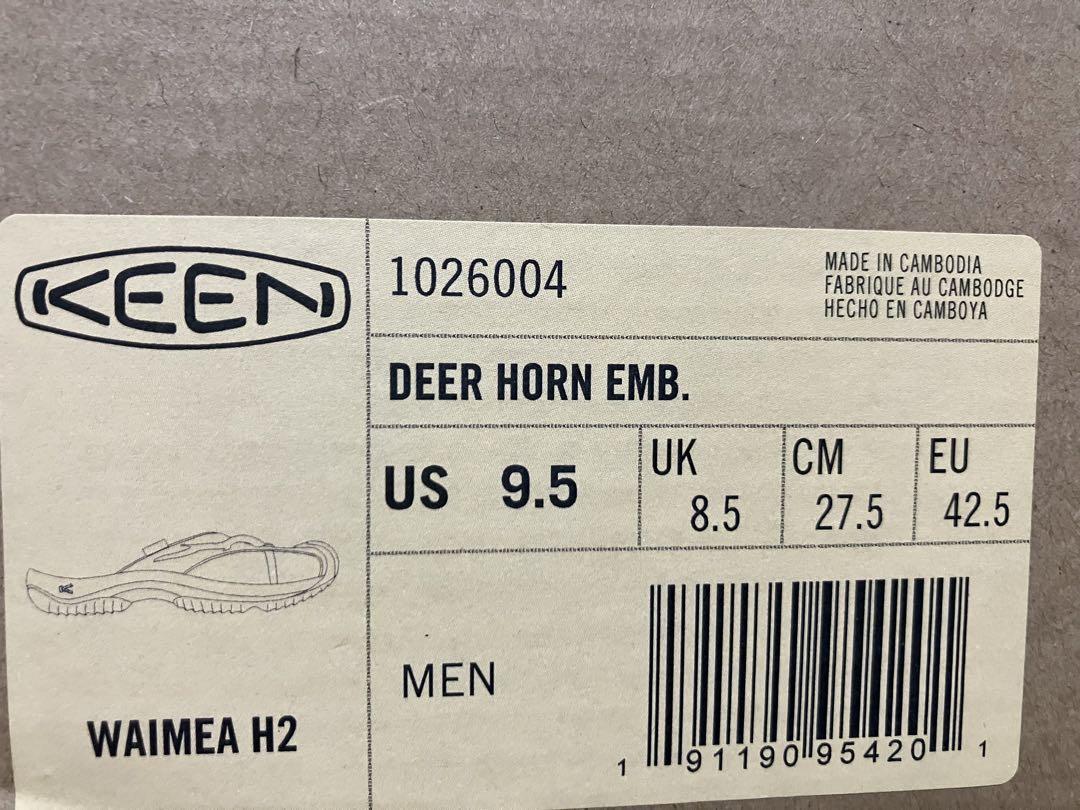 KEEN
1026004
MADE IN CAMBODIA
FABRIQUE AU CAMBODGE
HECHO EN CAMBOYA
DEER HORN EMB.
US 9.5
UK
8.5
CM
27.5
EU
42.5
MEN
WAIMEA H2
1 91190 95420 1